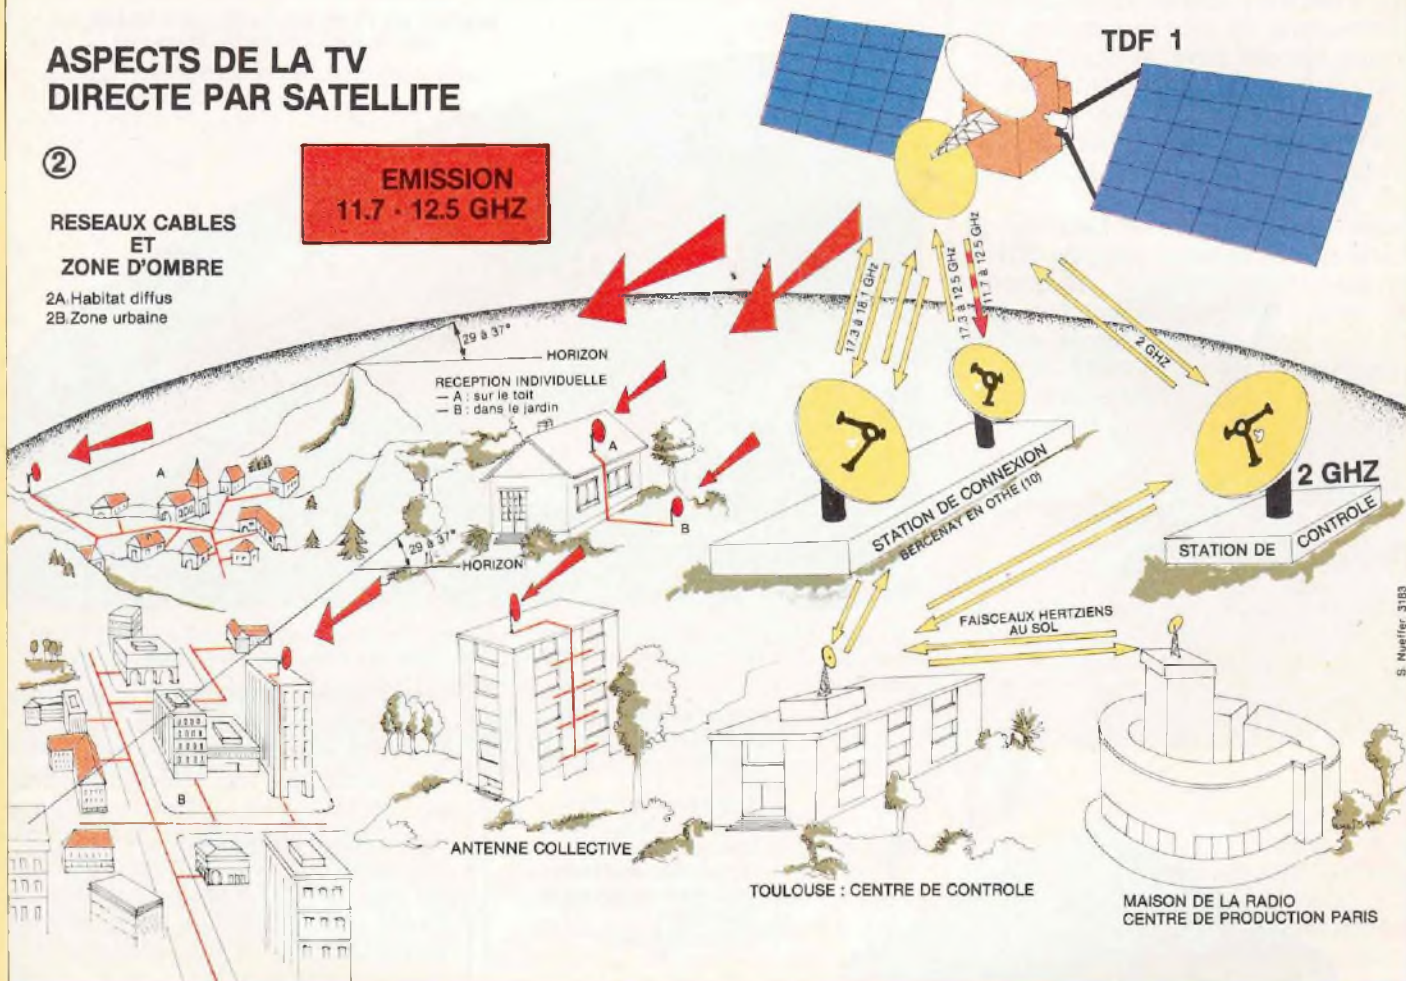 ASPECTS DE LA TV
DIRECTE PAR SATELLITE
②
RESEAUX CABLES
ET
ZONE D'OMBRE
2A.Habitat diffus
2B.Zone urbaine
EMISSION
11.7 - 12.5 GHZ
TDF 1
17.3 à 18.1 GHz
17.3 à 12.5 GHz
11.7 à 12.5 GHz
2 GHZ
29 à 37°
HORIZON
RECEPTION INDIVIDUELLE
— A : sur le toit
— B : dans le jardin
A
A
B
29 à 37°
HORIZON
STATION DE CONNEXION
BERCENAY EN OTHE (10)
2 GHZ
STATION DE CONTROLE
FAISCEAUX HERTZIENS
AU SOL
S. Nueffer 3183
B
ANTENNE COLLECTIVE
TOULOUSE : CENTRE DE CONTROLE
MAISON DE LA RADIO
CENTRE DE PRODUCTION PARIS